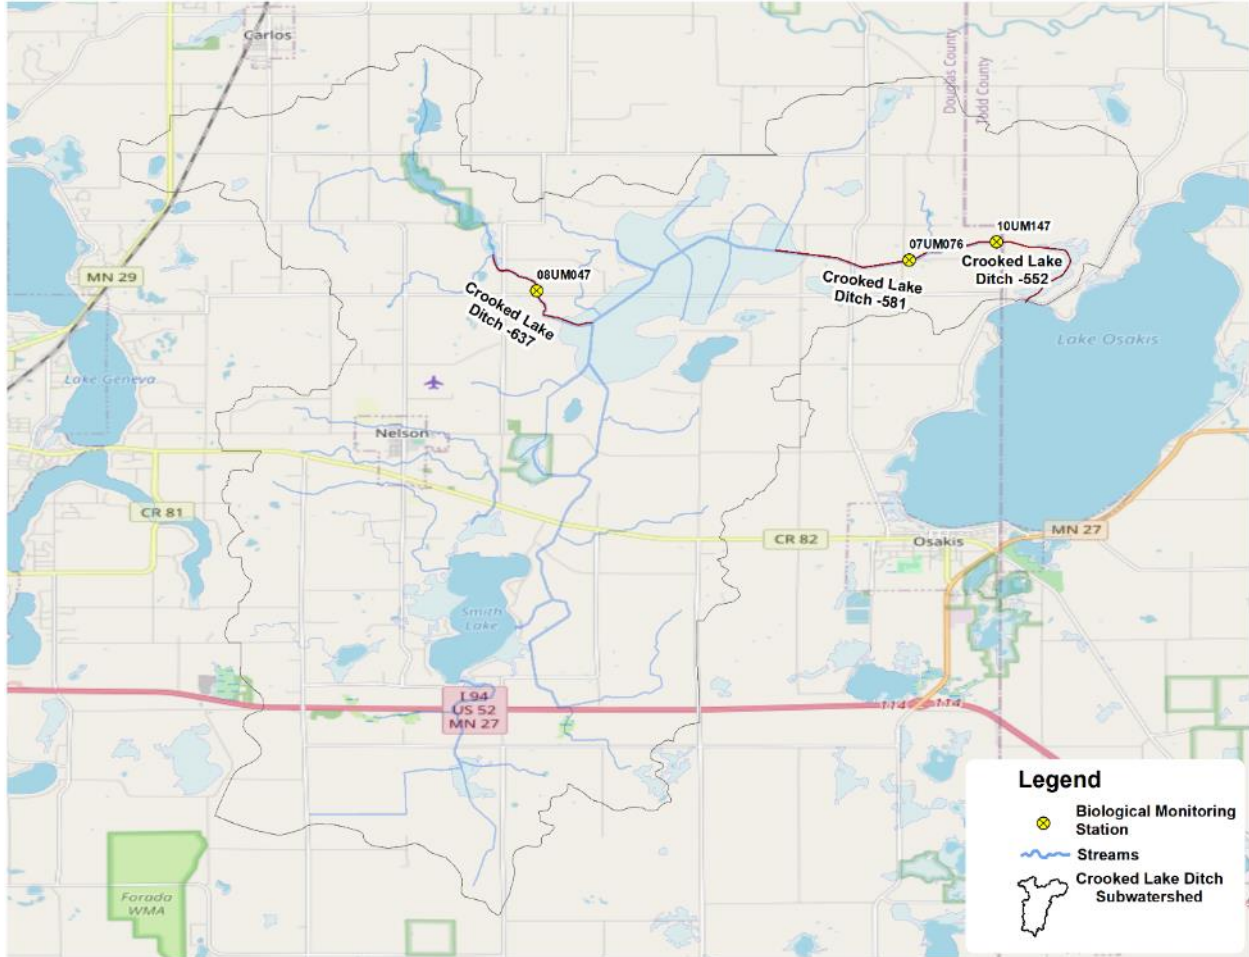 Carlos
Douglas County
Todd County
10UM147
07UM076
Crooked Lake
Ditch -552
08UM047
Crooked Lake
Ditch -581
MN 29
Crooked Lake
Ditch -637
Lake Osakis
Lake Geneva
Nelson
CR 81
CR 82
Osakis
MN 27
Smith
Lake
I 94
US 52
MN 27
114
114
Legend
Biological Monitoring
Station
Streams
Crooked Lake Ditch
Subwatershed
Forada
WMA